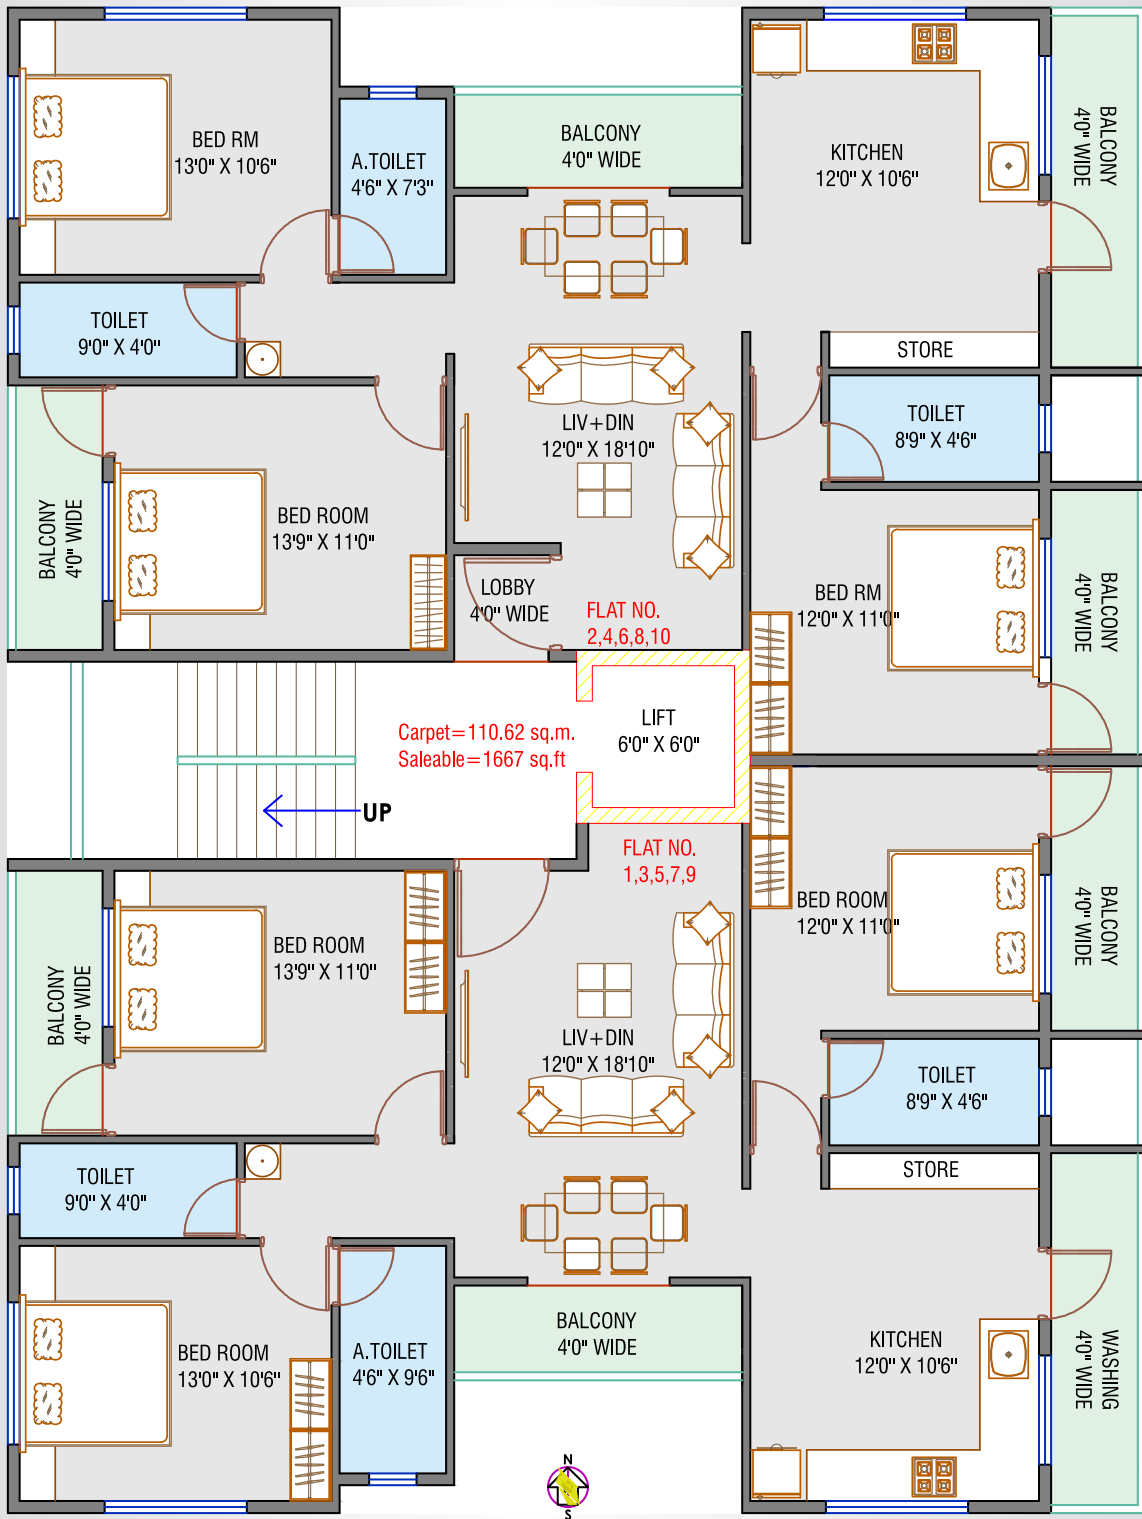 BED RM
13'0" X 10'6"
A.TOILET
4'6" X 7'3"
BALCONY
4'0" WIDE
KITCHEN
12'0" X 10'6"
BALCONY
4'0" WIDE
TOILET
9'0" X 4'0"
STORE
LIV+DIN
12'0" X 18'10"
TOILET
8'9" X 4'6"
BALCONY
4'0" WIDE
BED ROOM
13'9" X 11'0"
LOBBY
4'0" WIDE
FLAT NO.
2,4,6,8,10
BED RM
12'0" X 11'0"
BALCONY
4'0" WIDE
Carpet=110.62 sq.m.
Saleable=1667 sq.ft
LIFT
6'0" X 6'0"
UP
FLAT NO.
1,3,5,7,9
BED ROOM
12'0" X 11'0"
BALCONY
4'0" WIDE
BED ROOM
13'9" X 11'0"
BALCONY
4'0" WIDE
LIV+DIN
12'0" X 18'10"
TOILET
8'9" X 4'6"
TOILET
9'0" X 4'0"
STORE
BED ROOM
13'0" X 10'6"
A.TOILET
4'6" X 9'6"
BALCONY
4'0" WIDE
KITCHEN
12'0" X 10'6"
WASHING
4'0" WIDE
N
S